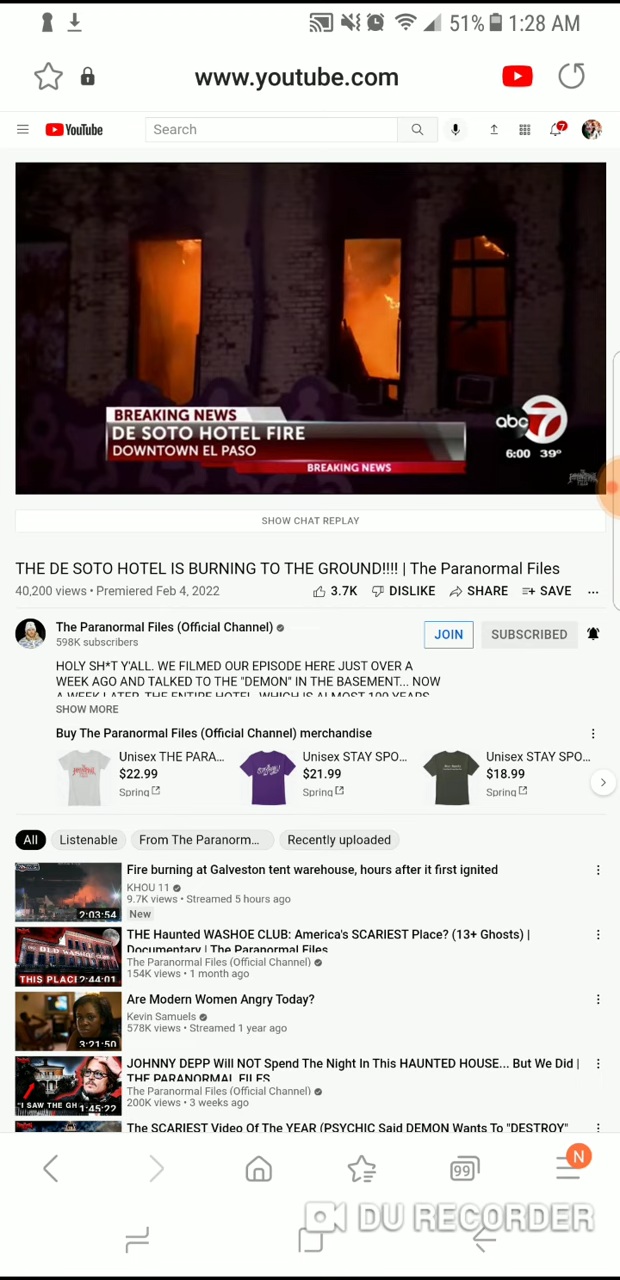 51% 1:28 AM
www.youtube.com
YouTube
Search
7
BREAKING NEWS
DE SOTO HOTEL FIRE
DOWNTOWN EL PASO
BREAKING NEWS
abc 7
6:00 39°
SHOW CHAT REPLAY
THE DE SOTO HOTEL IS BURNING TO THE GROUND!!!! | The Paranormal Files
40,200 views • Premiered Feb 4, 2022
3.7K DISLIKE SHARE SAVE ...
The Paranormal Files (Official Channel)
598K subscribers
JOIN SUBSCRIBED
HOLY SH*T Y'ALL. WE FILMED OUR EPISODE HERE JUST OVER A
WEEK AGO AND TALKED TO THE "DEMON" IN THE BASEMENT... NOW
A WEEK LATER, THE ENTIRE HOTEL, WHICH IS ALMOST 100 YEARS
SHOW MORE
Buy The Paranormal Files (Official Channel) merchandise
Unisex THE PARA...
$22.99
Spring
Unisex STAY SPO...
$21.99
Spring
Unisex STAY SPO...
$18.99
Spring
All Listenable From The Paranorm... Recently uploaded
Fire burning at Galveston tent warehouse, hours after it first ignited
KHOU 11
9.7K views • Streamed 5 hours ago
New
2:03:54
THE Haunted WASHOE CLUB: America's SCARIEST Place? (13+ Ghosts) |
Documentary | The Paranormal Files
The Paranormal Files (Official Channel)
154K views • 1 month ago
OLD WASHOE CLUB
THIS PLAC
2:44:01
Are Modern Women Angry Today?
Kevin Samuels
578K views • Streamed 1 year ago
3:21:50
JOHNNY DEPP Will NOT Spend The Night In This HAUNTED HOUSE... But We Did |
THE PARANORMAL FILES
The Paranormal Files (Official Channel)
200K views • 3 weeks ago
"I SAW THE GH
1:45:22
The SCARIEST Video Of The YEAR (PSYCHIC Said DEMON Wants To "DESTROY"
99
N
DU RECORDER